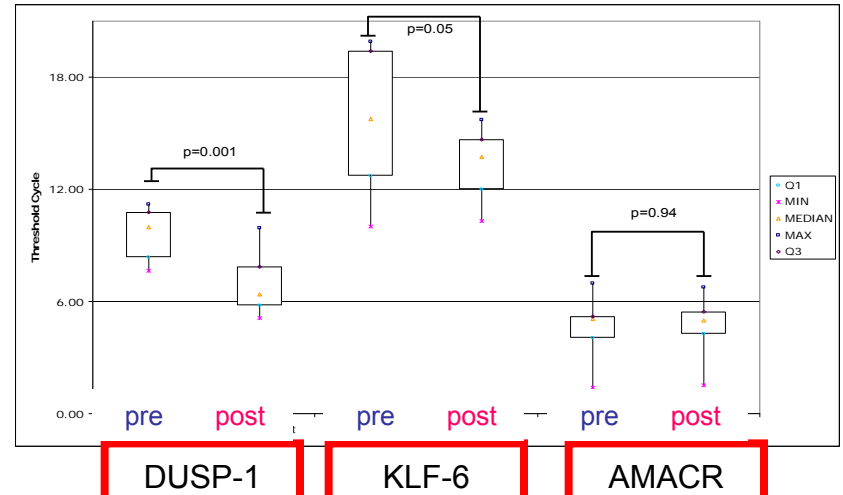 p=0.05
18.00
p=0.001
12.00
p=0.94
6.00
0.00
Threshold Cycle
Q1
MIN
MEDIAN
MAX
Q3
pre post pre post pre post
DUSP-1 KLF-6 AMACR